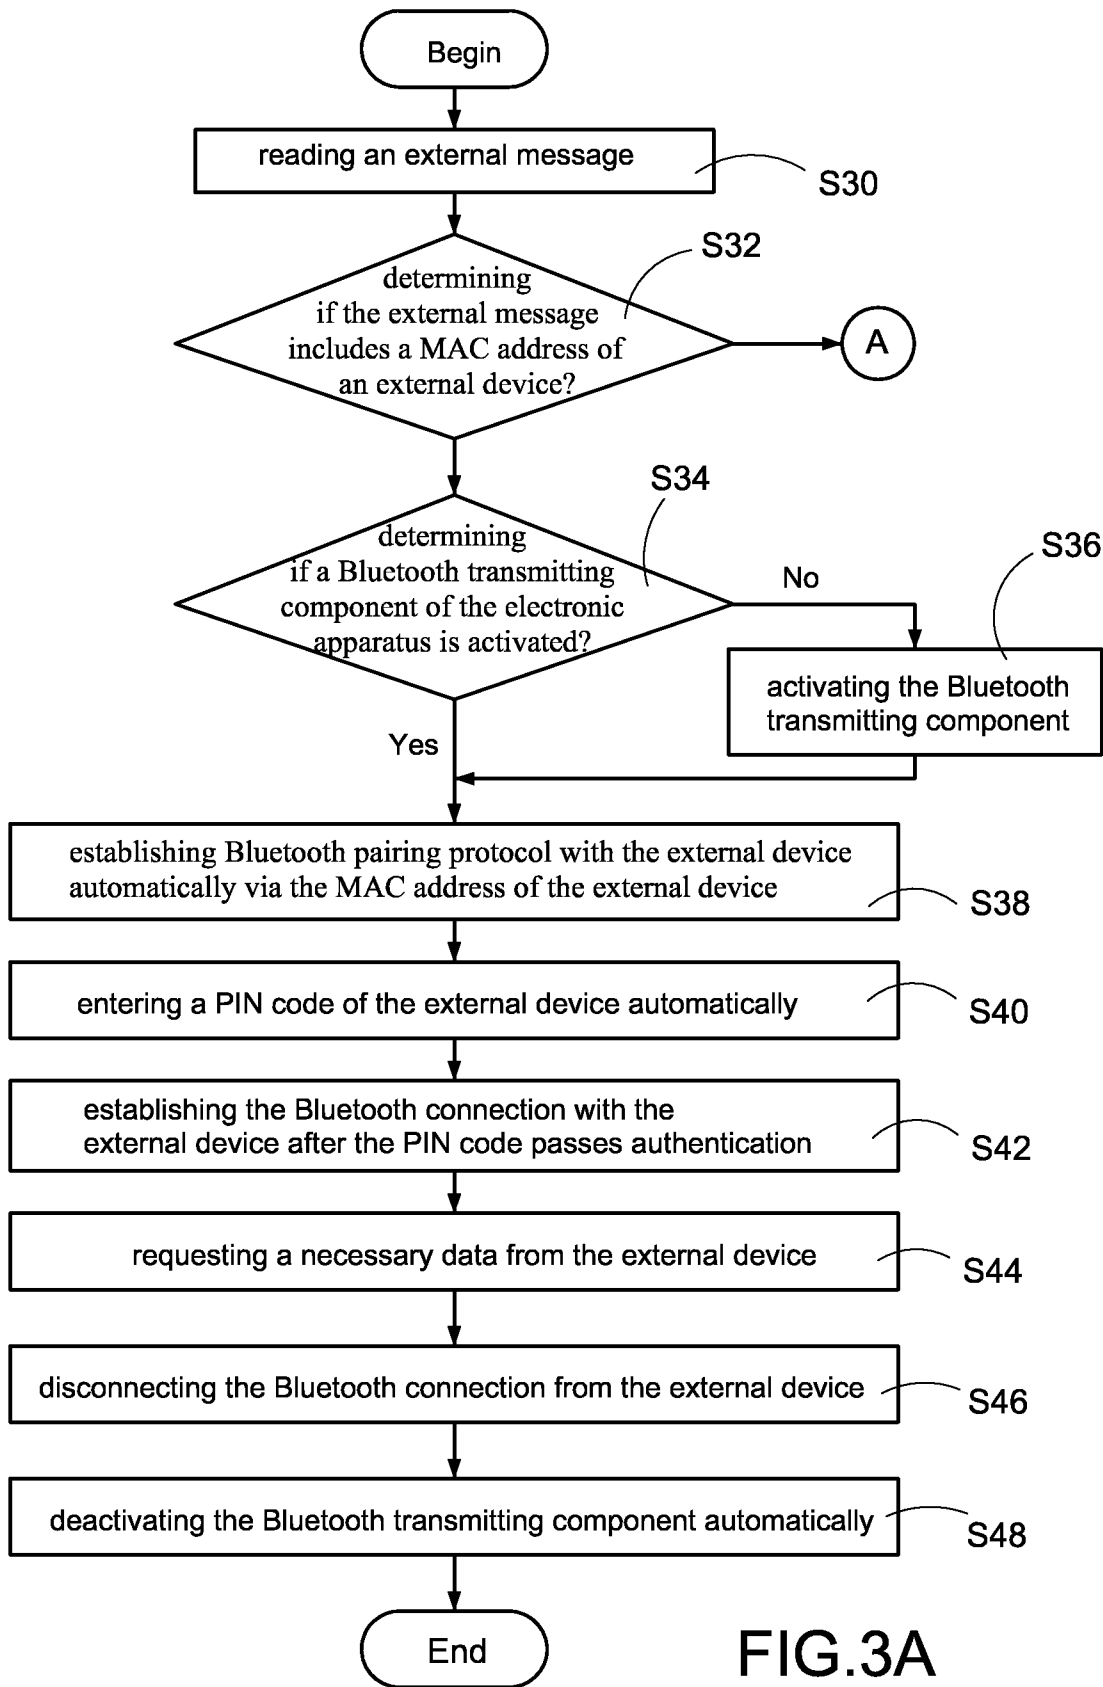 Begin
reading an external message
S30
S32
determining
if the external message
includes a MAC address of
an external device?
A
S34
determining
if a Bluetooth transmitting
component of the electronic
apparatus is activated?
No
S36
activating the Bluetooth
transmitting component
Yes
establishing Bluetooth pairing protocol with the external device
automatically via the MAC address of the external device
S38
entering a PIN code of the external device automatically
S40
establishing the Bluetooth connection with the
external device after the PIN code passes authentication
S42
requesting a necessary data from the external device
S44
disconnecting the Bluetooth connection from the external device
S46
deactivating the Bluetooth transmitting component automatically
S48
End
FIG.3A